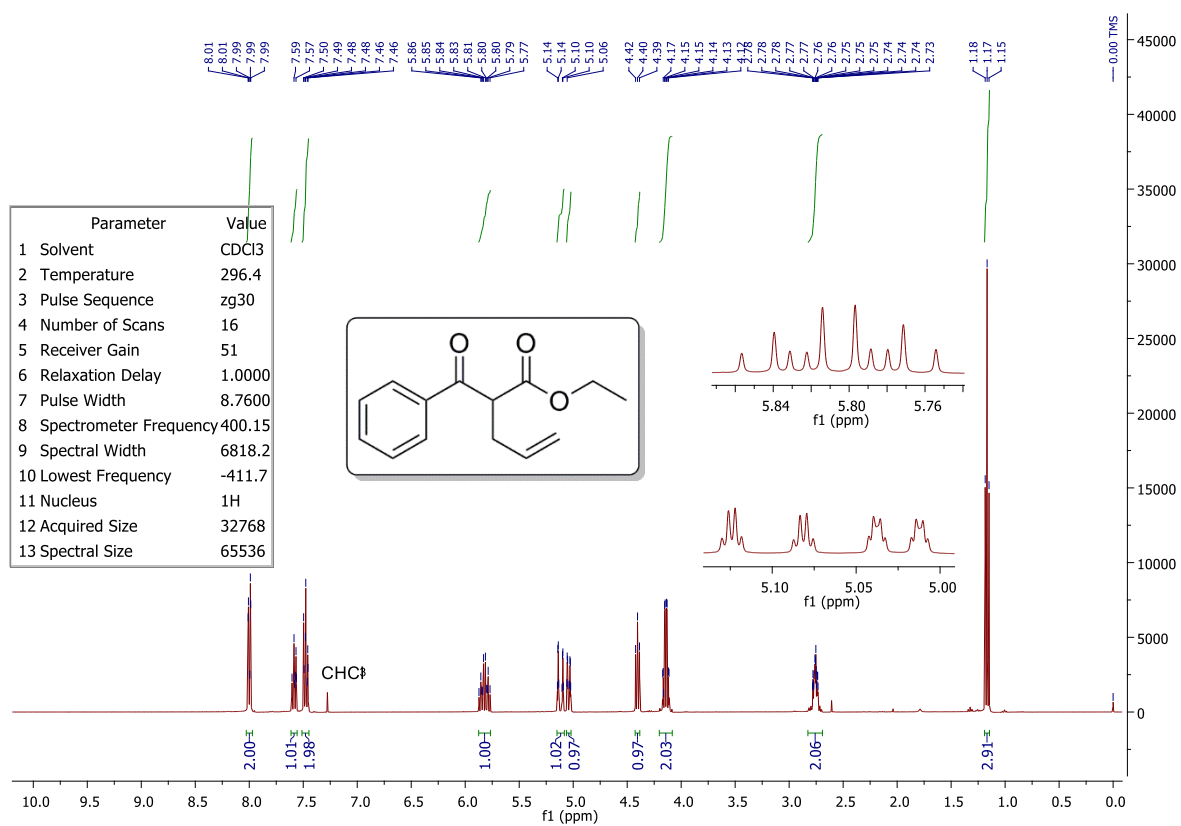 8.01 8.01 7.99 7.99 7.99 7.59 7.57 7.50 7.49 7.48 7.48 7.46 7.46 5.86 5.85 5.84 5.83 5.81 5.80 5.80 5.79 5.77 5.14 5.14 5.10 5.10 5.06 4.42 4.40 4.39 4.17 4.15 4.15 4.14 4.13 4.12 2.78 2.78 2.78 2.77 2.77 2.76 2.76 2.75 2.75 2.75 2.74 2.74 2.74 2.73 1.18 1.17 1.15 0.00 TMS
45000
40000
35000
30000
25000
20000
15000
10000
5000
0
Parameter Value
1 Solvent CDCl3
2 Temperature 296.4
3 Pulse Sequence zg30
4 Number of Scans 16
5 Receiver Gain 51
6 Relaxation Delay 1.0000
7 Pulse Width 8.7600
8 Spectrometer Frequency 400.15
9 Spectral Width 6818.2
10 Lowest Frequency -411.7
11 Nucleus 1H
12 Acquired Size 32768
13 Spectral Size 65536
O O
O
5.84 5.80 5.76
f1 (ppm)
5.10 5.05 5.00
f1 (ppm)
CHCl3
2.00 1.01 1.98 1.00 1.02 0.97 0.97 2.03 2.06 2.91
10.0 9.5 9.0 8.5 8.0 7.5 7.0 6.5 6.0 5.5 5.0 4.5 4.0 3.5 3.0 2.5 2.0 1.5 1.0 0.5 0.0
f1 (ppm)